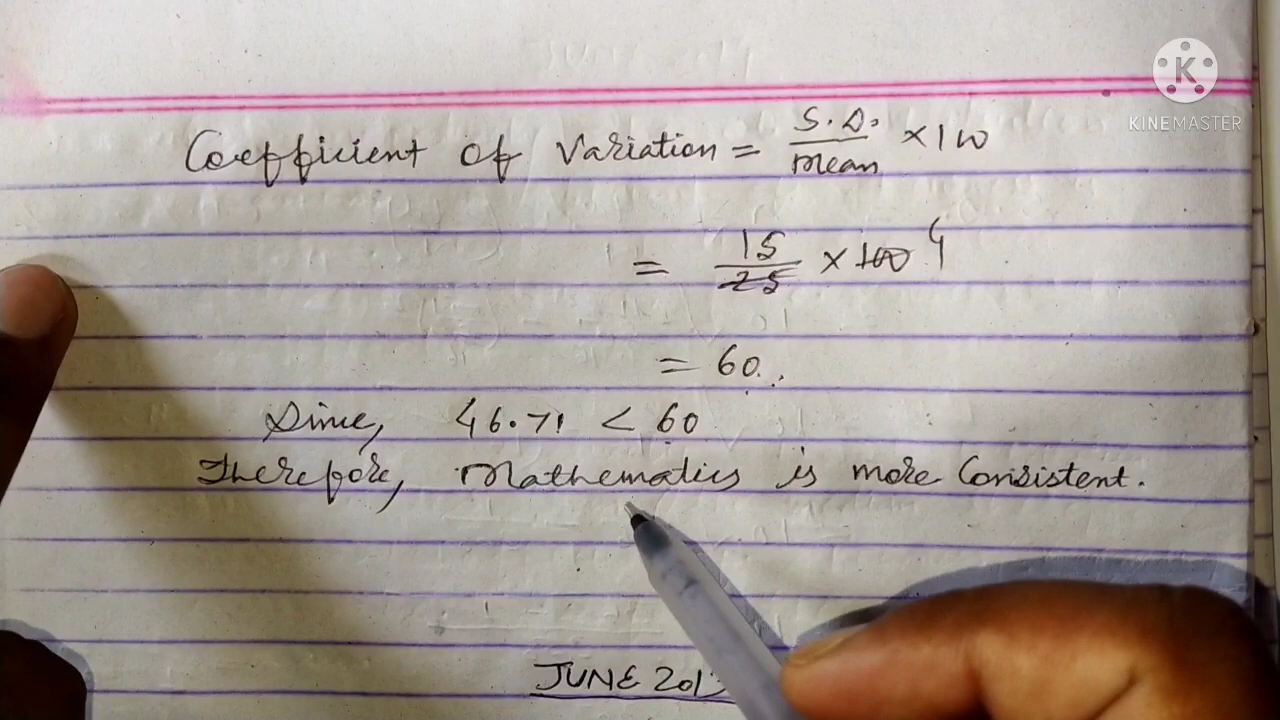 K
KINEMASTER
Coefficient of Variation = S.D. / mean × 100
= 15 / 25 × 100 4
= 60.
Since, 46.71 < 60
Therefore, Mathematics is more Consistent.
JUNE 201